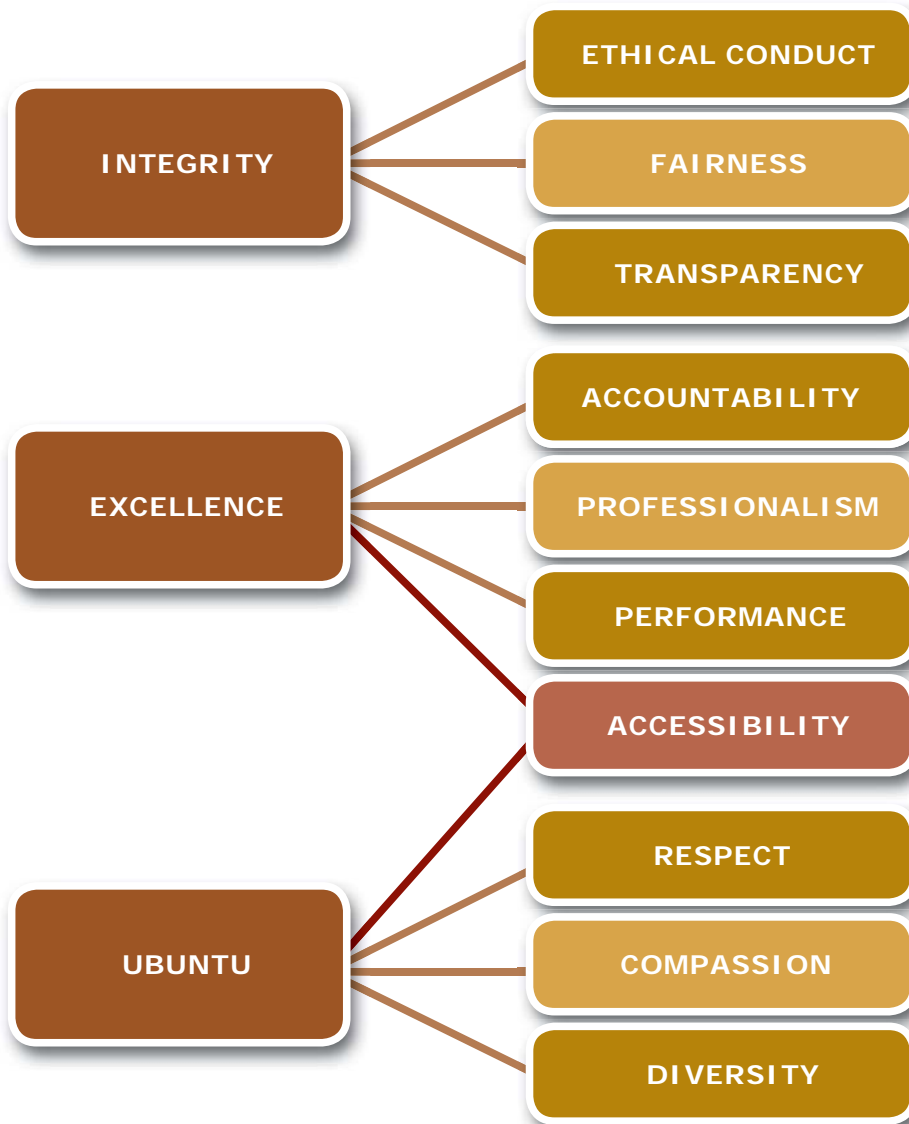 INTEGRITY
ETHICAL CONDUCT
FAIRNESS
TRANSPARENCY
EXCELLENCE
ACCOUNTABILITY
PROFESSIONALISM
PERFORMANCE
ACCESSIBILITY
UBUNTU
RESPECT
COMPASSION
DIVERSITY